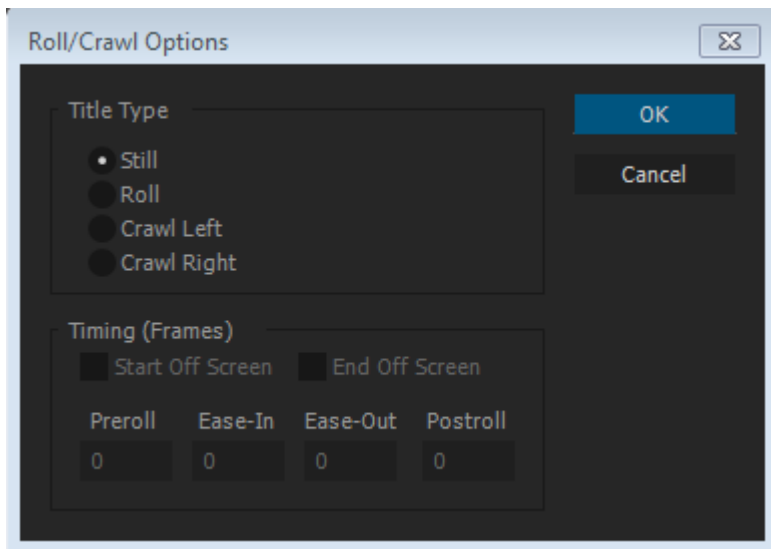 Roll/Crawl Options
Title Type
OK
Still
Cancel
Roll
Crawl Left
Crawl Right
Timing (Frames)
Start Off Screen End Off Screen
Preroll Ease-In Ease-Out Postroll
0 0 0 0